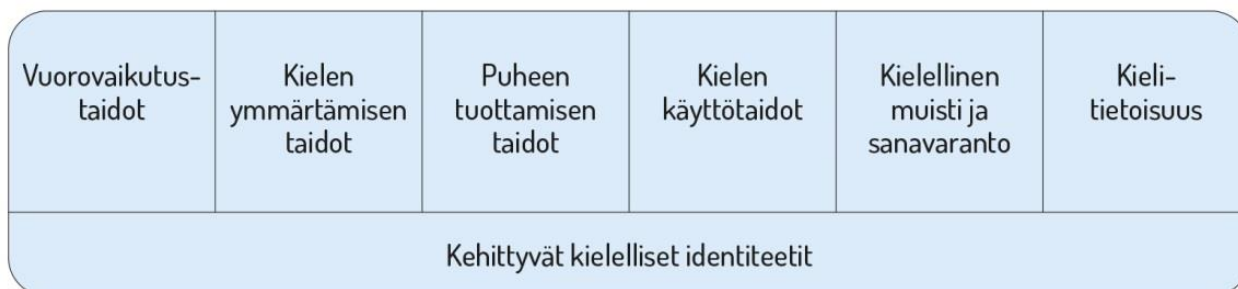 Vuorovaikutus-
taidot
Kielen
ymmärtämisen
taidot
Puheen
tuottamisen
taidot
Kielen
käyttötaidot
Kielellinen
muisti ja
sanavaranto
Kieli-
tietoisuus
Kehittyvät kielelliset identiteetit